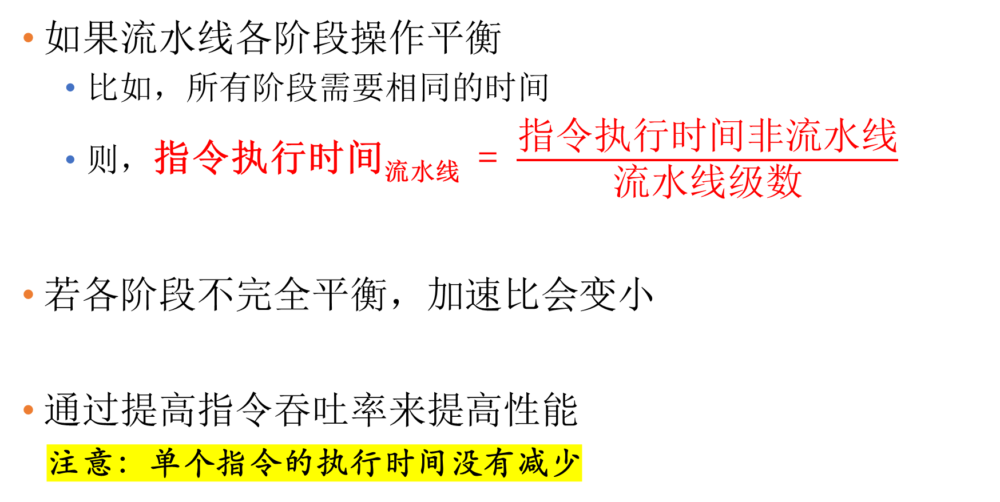 • 如果流水线各阶段操作平衡
• 比如，所有阶段需要相同的时间
• 则，指令执行时间流水线 = 指令执行时间非流水线
流水线级数
• 若各阶段不完全平衡，加速比会变小
• 通过提高指令吞吐率来提高性能
注意：单个指令的执行时间没有减少